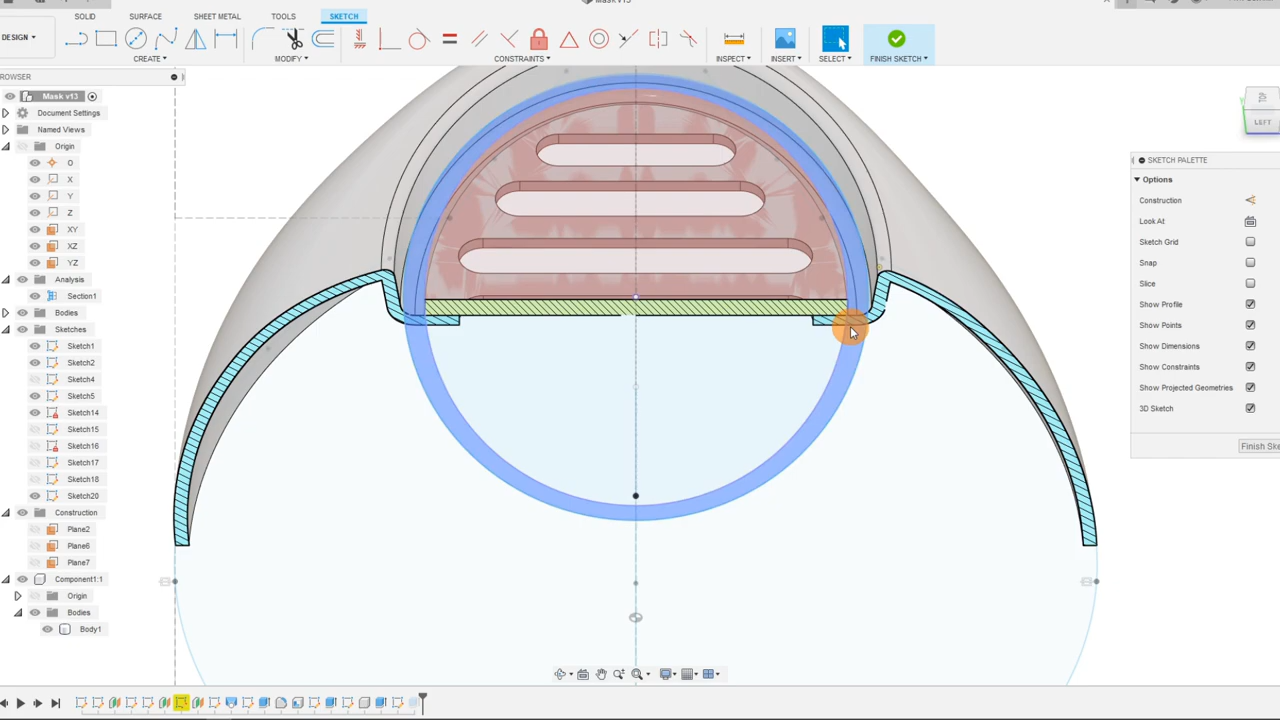 Mask v13
SOLID SURFACE SHEET METAL TOOLS SKETCH
DESIGN
CREATE MODIFY CONSTRAINTS INSPECT INSERT SELECT FINISH SKETCH
BROWSER
Mask v13
Document Settings
Named Views
Origin
O
X
Y
Z
XY
XZ
YZ
Analysis
Section1
Bodies
Sketches
Sketch1
Sketch2
Sketch4
Sketch5
Sketch14
Sketch15
Sketch16
Sketch17
Sketch18
Sketch20
Construction
Plane2
Plane6
Plane7
Component1:1
Origin
Bodies
Body1
LEFT
SKETCH PALETTE
Options
Construction
Look At
Sketch Grid
Snap
Slice
Show Profile
Show Points
Show Dimensions
Show Constraints
Show Projected Geometries
3D Sketch
Finish Ske